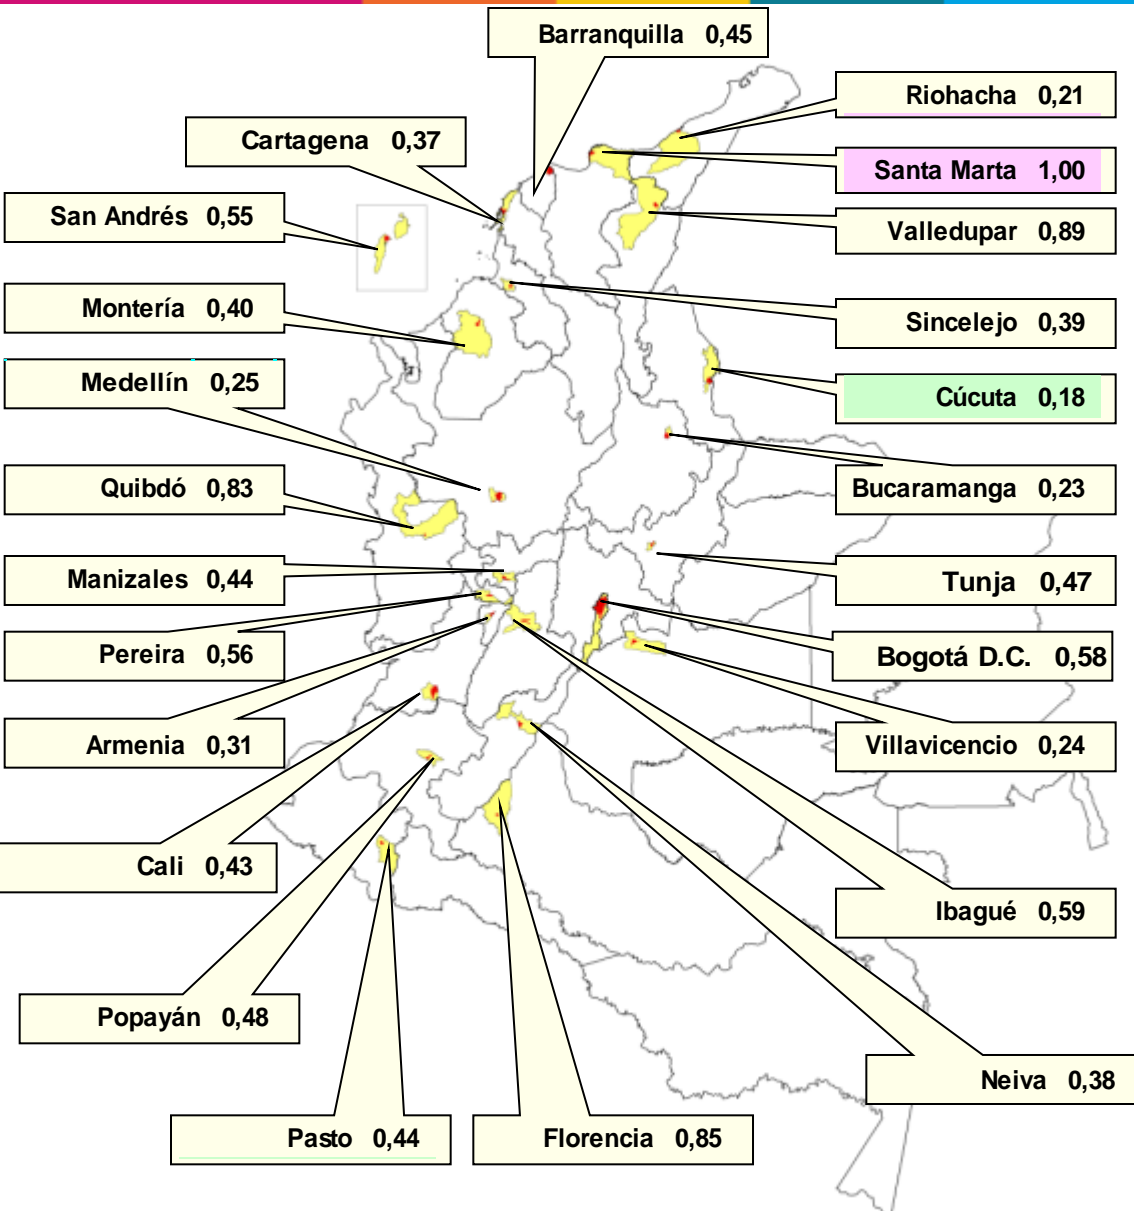 Barranquilla 0,45
Riohacha 0,21
Cartagena 0,37
Santa Marta 1,00
San Andrés 0,55
Valledupar 0,89
Montería 0,40
Sincelejo 0,39
Medellín 0,25
Cúcuta 0,18
Quibdó 0,83
Bucaramanga 0,23
Manizales 0,44
Tunja 0,47
Pereira 0,56
Bogotá D.C. 0,58
Armenia 0,31
Villavicencio 0,24
Cali 0,43
Ibagué 0,59
Popayán 0,48
Neiva 0,38
Pasto 0,44
Florencia 0,85